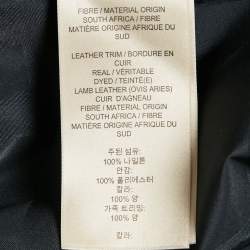 FIBRE / MATERIAL ORIGIN
SOUTH AFRICA / FIBRE
MATIÈRE ORIGINE AFRIQUE DU
SUD
LEATHER TRIM / BORDURE EN
CUIR
REAL / VÉRITABLE
DYED / TEINT(E)
LAMB LEATHER (OVIS ARIES)
CUIR D'AGNEAU
FIBRE / MATERIAL ORIGIN
SOUTH AFRICA / FIBRE
MATIÈRE ORIGINE AFRIQUE DU
SUD
주된 섬유:
100% 나일론
안감:
100% 폴리에스터
칼라:
100% 양
가죽 트리밍:
100% 양